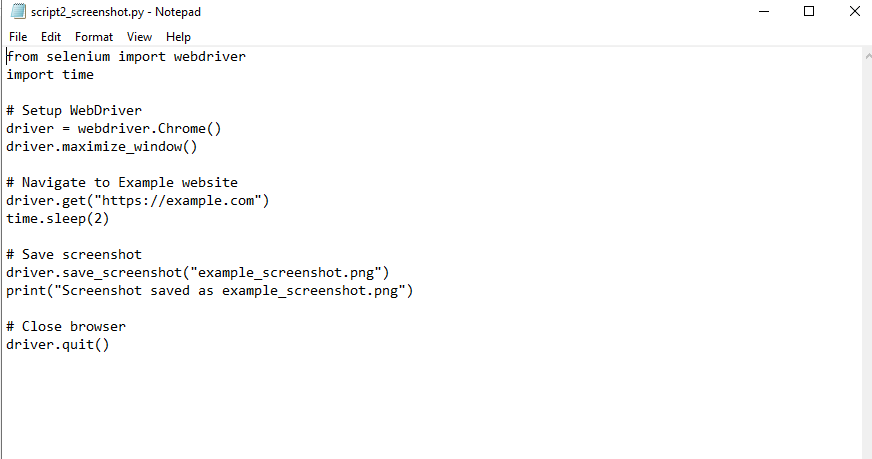 script2_screenshot.py - Notepad
File Edit Format View Help
from selenium import webdriver
import time

# Setup WebDriver
driver = webdriver.Chrome()
driver.maximize_window()

# Navigate to Example website
driver.get("https://example.com")
time.sleep(2)

# Save screenshot
driver.save_screenshot("example_screenshot.png")
print("Screenshot saved as example_screenshot.png")

# Close browser
driver.quit()